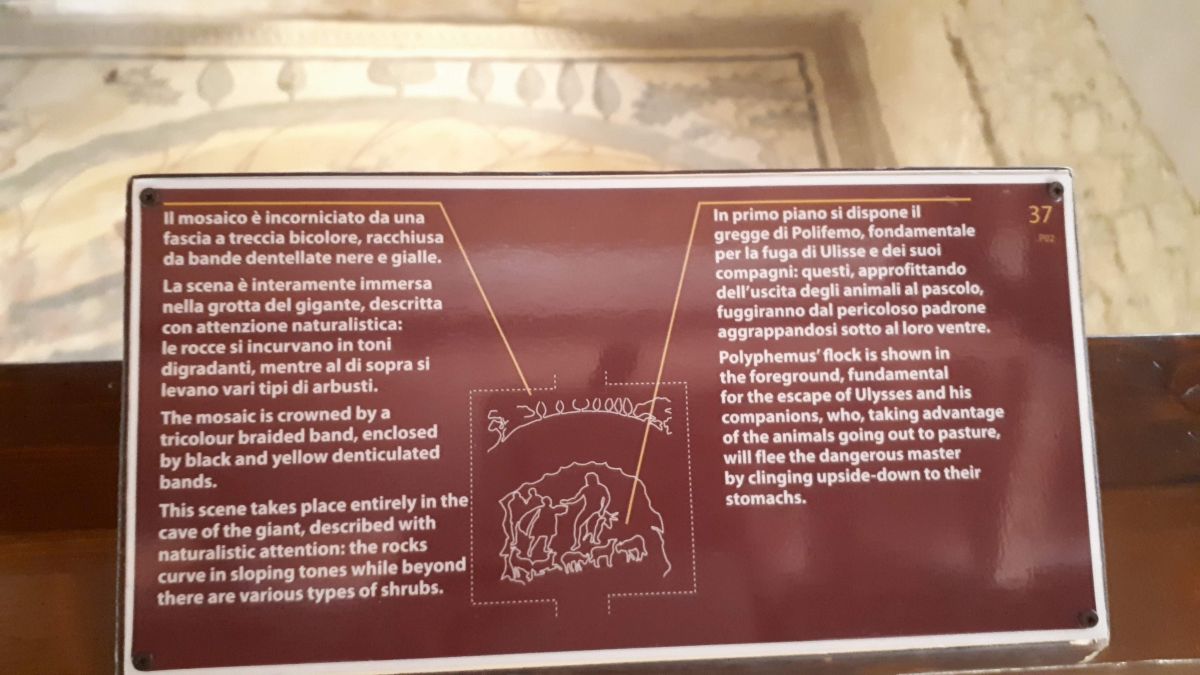 Il mosaico è incorniciato da una
fascia a treccia bicolore, racchiusa
da bande dentellate nere e gialle.
La scena è interamente immersa
nella grotta del gigante, descritta
con attenzione naturalistica:
le rocce si incurvano in toni
digradanti, mentre al di sopra si
levano vari tipi di arbusti.
The mosaic is crowned by a
tricolour braided band, enclosed
by black and yellow denticulated
bands.
This scene takes place entirely in the
cave of the giant, described with
naturalistic attention: the rocks
curve in sloping tones while beyond
there are various types of shrubs.
In primo piano si dispone il
gregge di Polifemo, fondamentale
per la fuga di Ulisse e dei suoi
compagni: questi, approfittando
dell'uscita degli animali al pascolo,
fuggiranno dal pericoloso padrone
aggrappandosi sotto al loro ventre.
Polyphemus' flock is shown in
the foreground, fundamental
for the escape of Ulysses and his
companions, who, taking advantage
of the animals going out to pasture,
will flee the dangerous master
by clinging upside-down to their
stomachs.
37
.P02